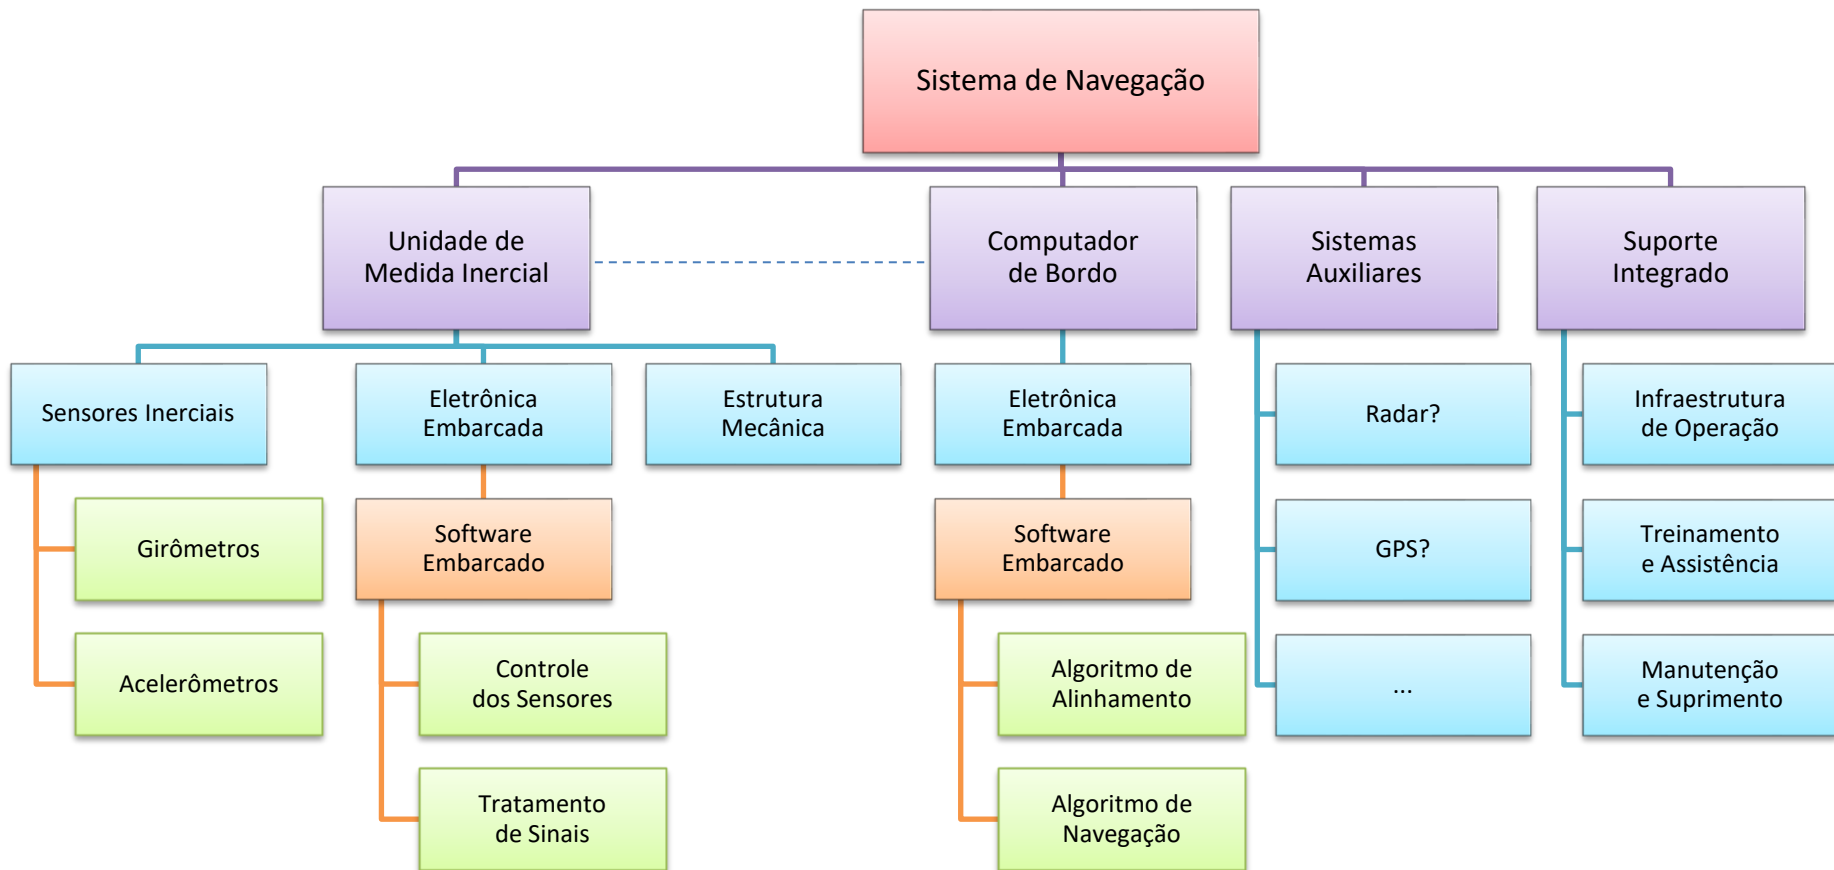 Sistema de Navegação
Unidade de
Medida Inercial
Computador
de Bordo
Sistemas
Auxiliares
Suporte
Integrado
Sensores Inerciais
Eletrônica
Embarcada
Estrutura
Mecânica
Eletrônica
Embarcada
Radar?
Infraestrutura
de Operação
Girômetros
Software
Embarcado
Software
Embarcado
GPS?
Treinamento
e Assistência
Acelerômetros
Controle
dos Sensores
Algoritmo de
Alinhamento
...
Manutenção
e Suprimento
Tratamento
de Sinais
Algoritmo de
Navegação